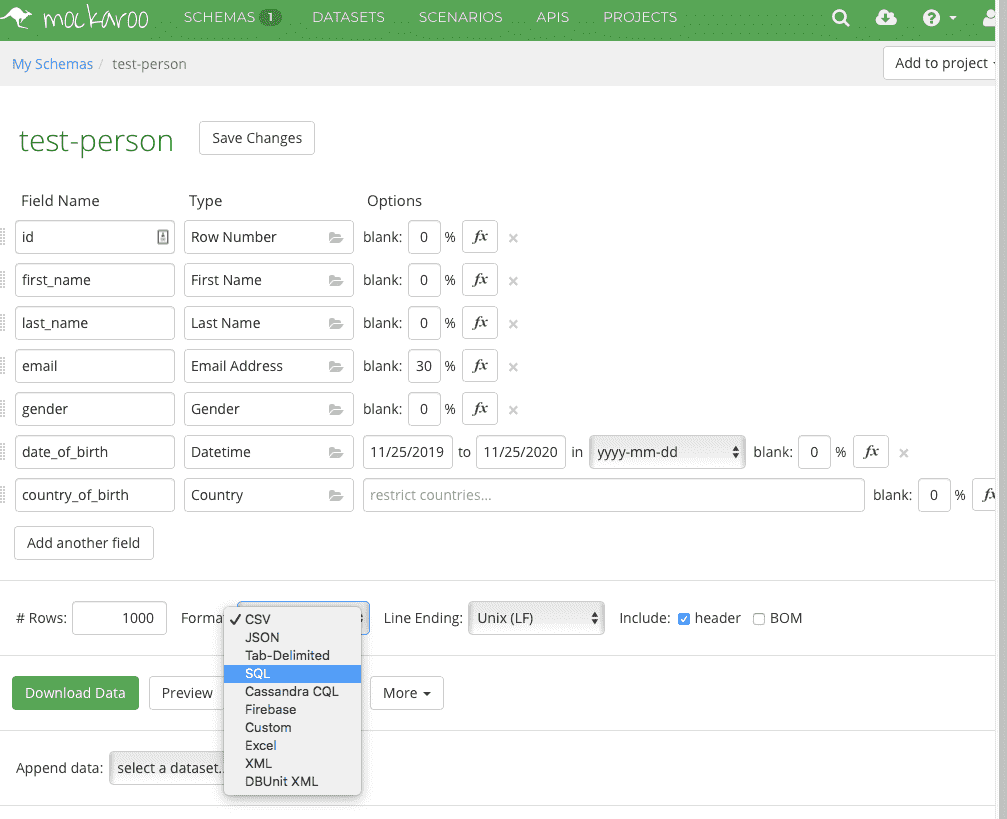 mockaroo SCHEMAS 1 DATASETS SCENARIOS APIS PROJECTS ?
My Schemas / test-person Add to project
test-person Save Changes
Field Name Type Options
id Row Number blank: 0 % fx ×
first_name First Name blank: 0 % fx ×
last_name Last Name blank: 0 % fx ×
email Email Address blank: 30 % fx ×
gender Gender blank: 0 % fx ×
date_of_birth Datetime 11/25/2019 to 11/25/2020 in yyyy-mm-dd blank: 0 % fx ×
country_of_birth Country restrict countries... blank: 0 % fx
Add another field
# Rows: 1000 Forma ✓ CSV Line Ending: Unix (LF) Include: header BOM
JSON
Tab-Delimited
SQL
Download Data Preview Cassandra CQL More
Firebase
Custom
Excel
Append data: select a dataset.. XML
DBUnit XML